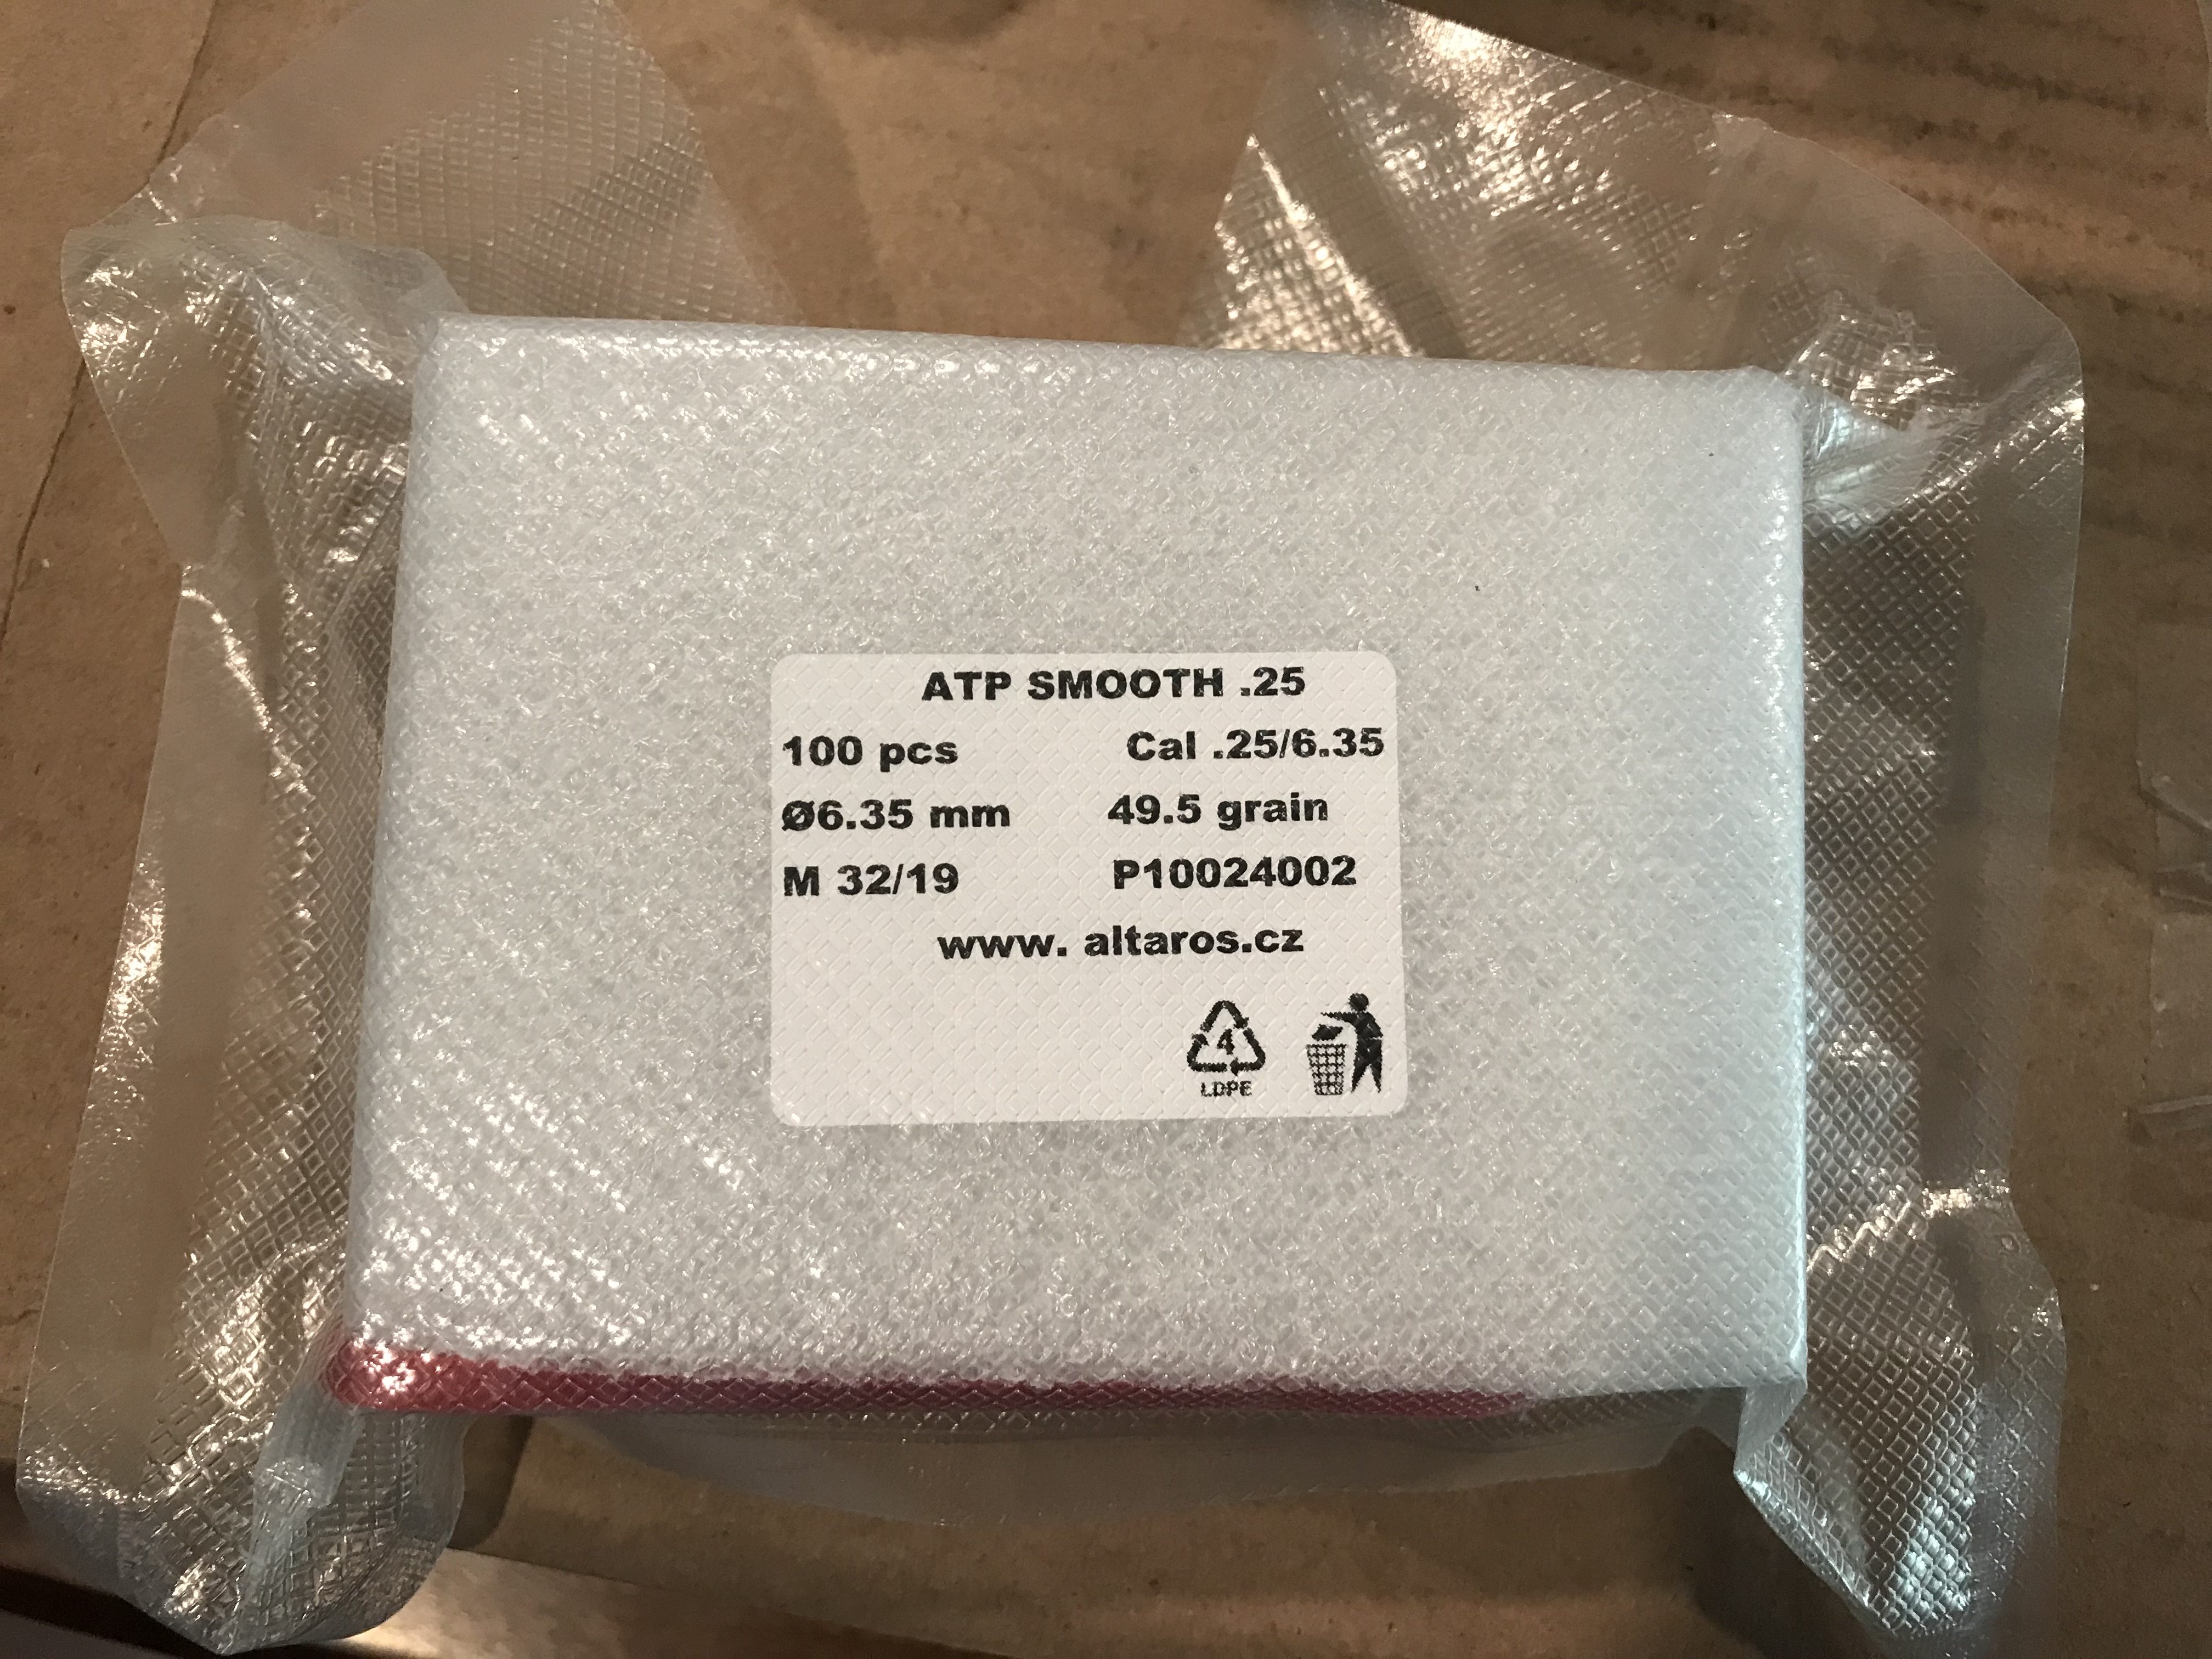 ATP SMOOTH .25
100 pcs Cal .25/6.35
Ø6.35 mm 49.5 grain
M 32/19 P10024002
www. altaros.cz
4
LDPE